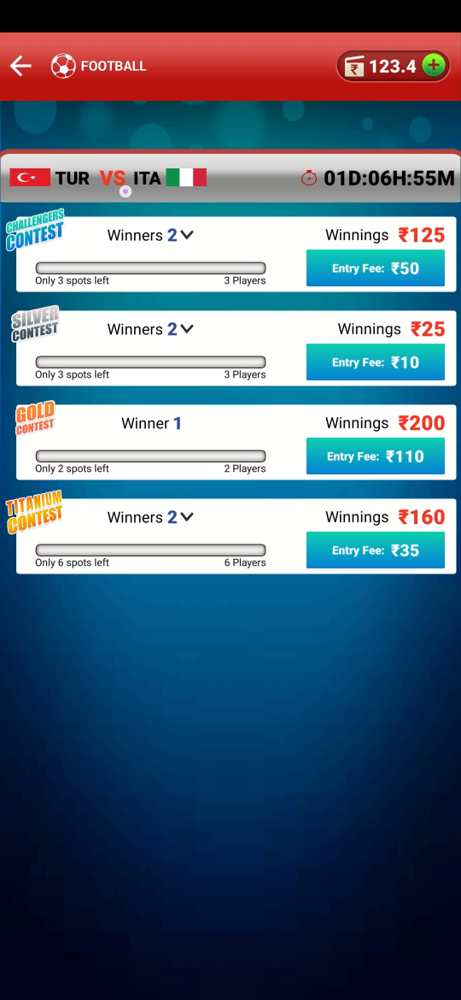 FOOTBALL
₹ 123.4 +
TUR VS ITA 01D:06H:55M
CHALLENGERS CONTEST
Winners 2 Winnings ₹125
Entry Fee: ₹50
Only 3 spots left 3 Players
SILVER CONTEST
Winners 2 Winnings ₹25
Entry Fee: ₹10
Only 3 spots left 3 Players
GOLD CONTEST
Winner 1 Winnings ₹200
Entry Fee: ₹110
Only 2 spots left 2 Players
TITANIUM CONTEST
Winners 2 Winnings ₹160
Entry Fee: ₹35
Only 6 spots left 6 Players